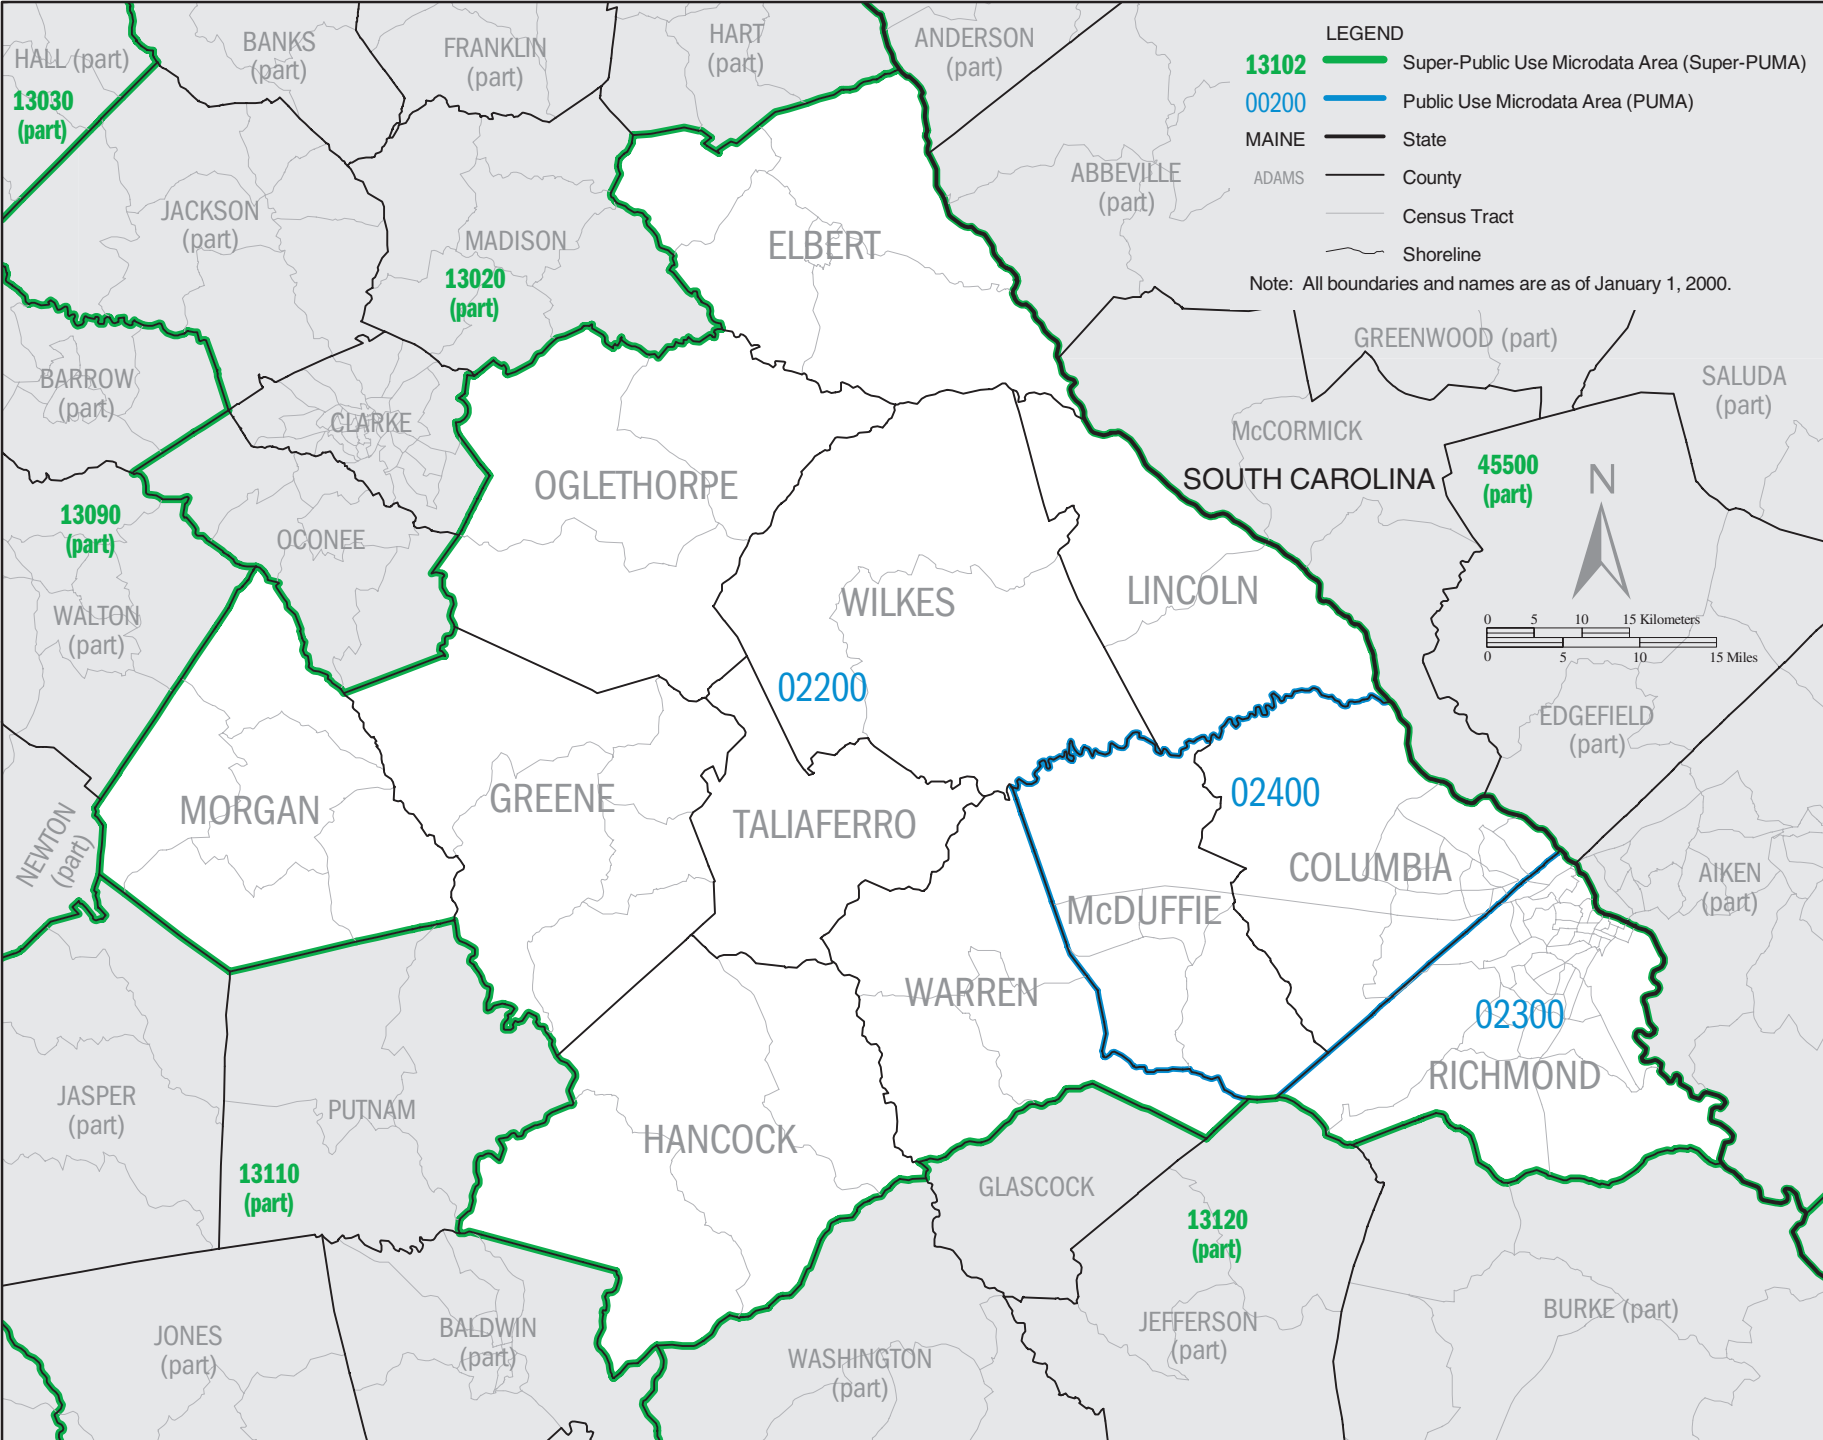 LEGEND
13102
Super-Public Use Microdata Area (Super-PUMA)
00200
Public Use Microdata Area (PUMA)
MAINE
State
ADAMS
County
Census Tract
Shoreline
Note: All boundaries and names are as of January 1, 2000.
HALL (part)
13030
(part)
BANKS
(part)
FRANKLIN
(part)
HART
(part)
ANDERSON
(part)
ABBEVILLE
(part)
JACKSON
(part)
MADISON
13020
(part)
ELBERT
GREENWOOD (part)
SALUDA
(part)
BARROW
(part)
CLARKE
McCORMICK
SOUTH CAROLINA
45500
(part)
N
OGLETHORPE
13090
(part)
OCONEE
WALTON
(part)
WILKES
LINCOLN
0 5 10 15 Kilometers
0 5 10 15 Miles
02200
EDGEFIELD
(part)
MORGAN
GREENE
TALIAFERRO
02400
NEWTON
(part)
COLUMBIA
AIKEN
(part)
McDUFFIE
WARREN
02300
RICHMOND
JASPER
(part)
PUTNAM
HANCOCK
13110
(part)
GLASCOCK
13120
(part)
JONES
(part)
BALDWIN
(part)
WASHINGTON
(part)
JEFFERSON
(part)
BURKE (part)